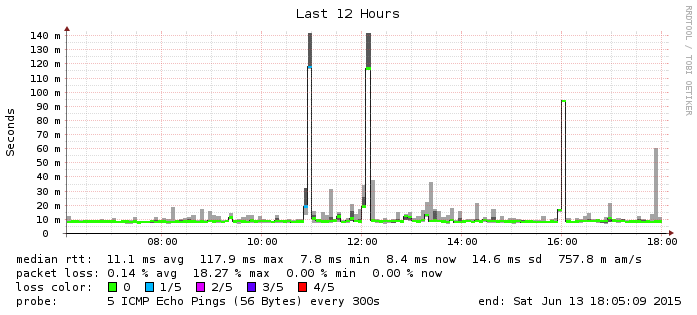 Last 12 Hours
RRDTOOL / TOBI OETIKER
Seconds
140 m
130 m
120 m
110 m
100 m
90 m
80 m
70 m
60 m
50 m
40 m
30 m
20 m
10 m
0
08:00 10:00 12:00 14:00 16:00 18:00
median rtt: 11.1 ms avg 117.9 ms max 7.8 ms min 8.4 ms now 14.6 ms sd 757.8 m am/s
packet loss: 0.14 % avg 18.27 % max 0.00 % min 0.00 % now
loss color: 0 1/5 2/5 3/5 4/5
probe: 5 ICMP Echo Pings (56 Bytes) every 300s end: Sat Jun 13 18:05:09 2015